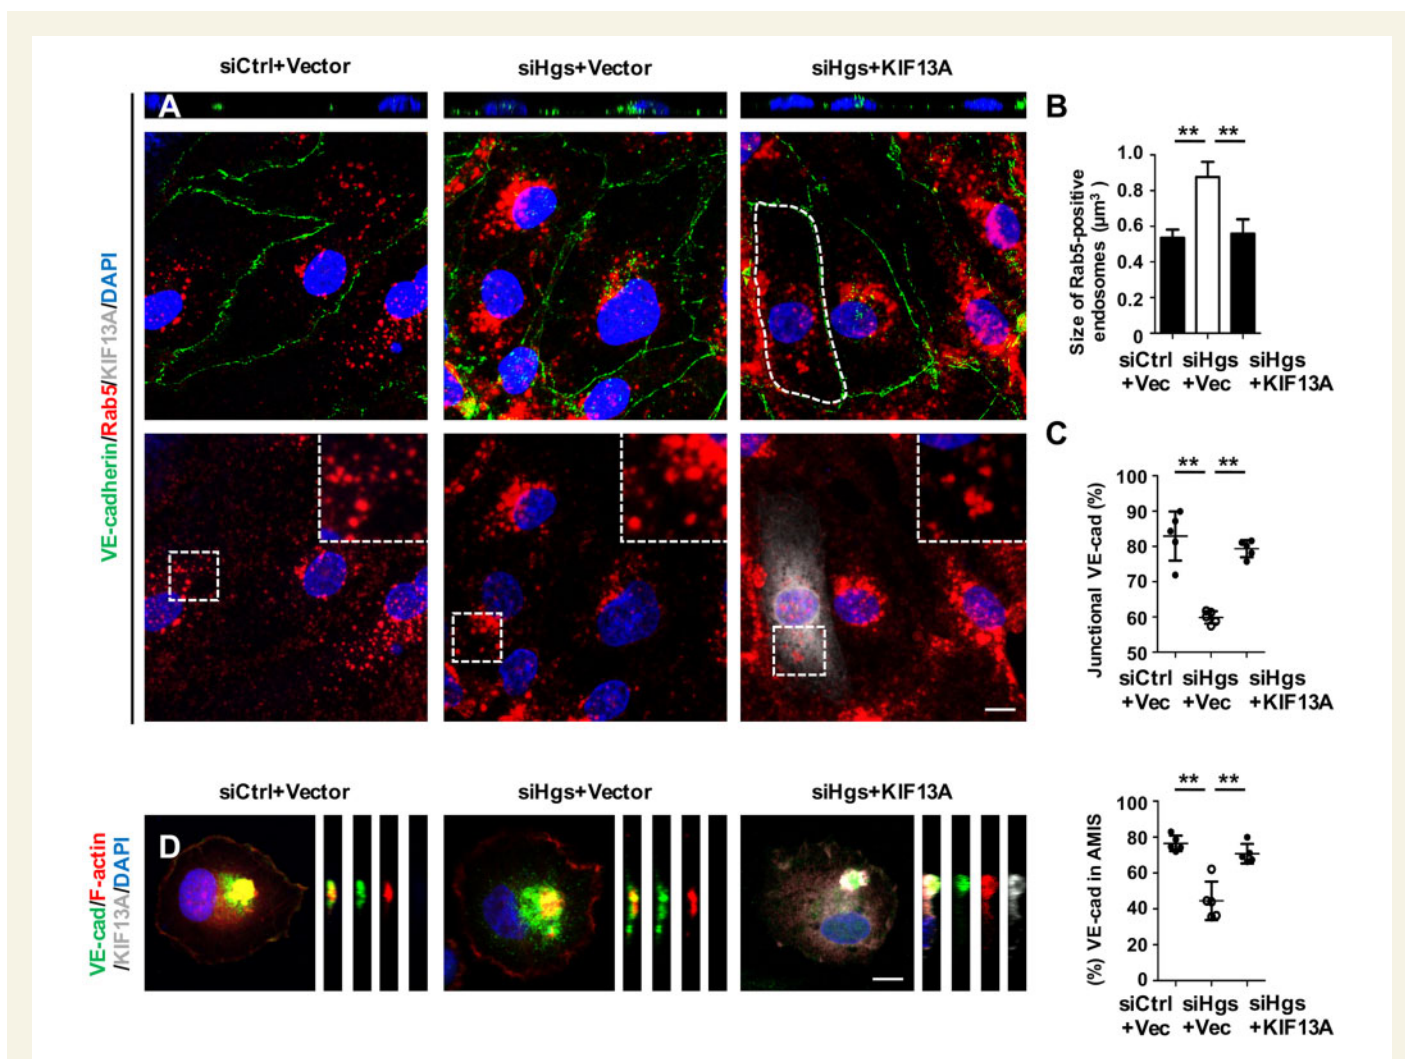 siCtrl+Vector
siHgs+Vector
siHgs+KIF13A
A
VE-cadherin/Rab5/KIF13A/DAPI
B
** **
Size of Rab5-positive
endosomes (µm³)
1.0
0.8
0.6
0.4
0.2
0
siCtrl siHgs siHgs
+Vec +Vec +KIF13A
C
** **
Junctional VE-cad (%)
100
90
80
70
60
50
siCtrl siHgs siHgs
+Vec +Vec +KIF13A
siCtrl+Vector
siHgs+Vector
siHgs+KIF13A
D
VE-cad/F-actin
/KIF13A/DAPI
** **
(%) VE-cad in AMIS
100
80
60
40
20
0
siCtrl siHgs siHgs
+Vec +Vec +KIF13A